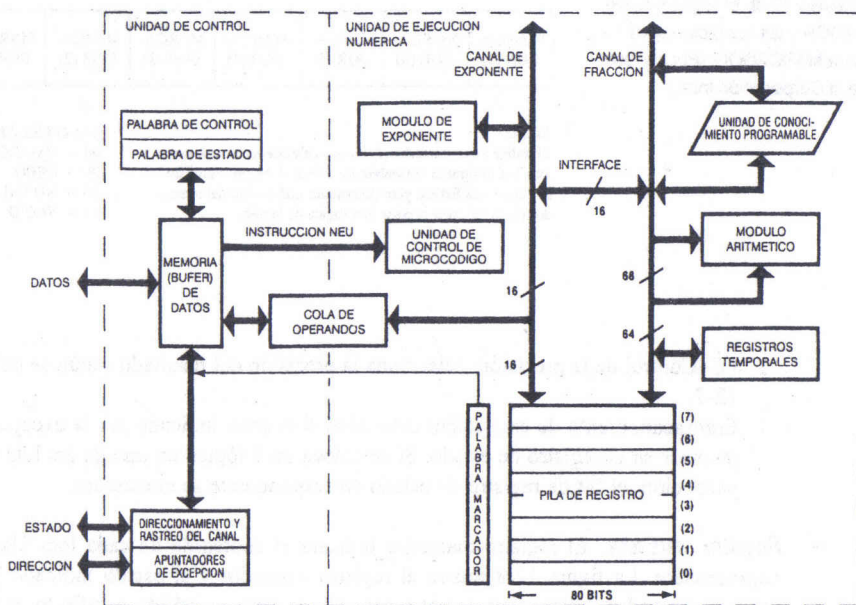 UNIDAD DE CONTROL
UNIDAD DE EJECUCION
NUMERICA
CANAL DE
EXPONENTE
CANAL DE
FRACCION
PALABRA DE CONTROL
PALABRA DE ESTADO
MODULO DE
EXPONENTE
UNIDAD DE CONOCI-
MIENTO PROGRAMABLE
INTERFACE
16
INSTRUCCION NEU
MEMORIA
(BUFER)
DE
DATOS
UNIDAD DE
CONTROL DE
MICROCODIGO
MODULO
ARITMETICO
DATOS
COLA DE
OPERANDOS
16
68
64
16
REGISTROS
TEMPORALES
PALABRA MARCADOR
PILA DE REGISTRO
(7)
(6)
(5)
(4)
(3)
(2)
(1)
(0)
80 BITS
ESTADO
DIRECCION
DIRECCIONAMIENTO Y
RASTREO DEL CANAL
APUNTADORES
DE EXCEPCION